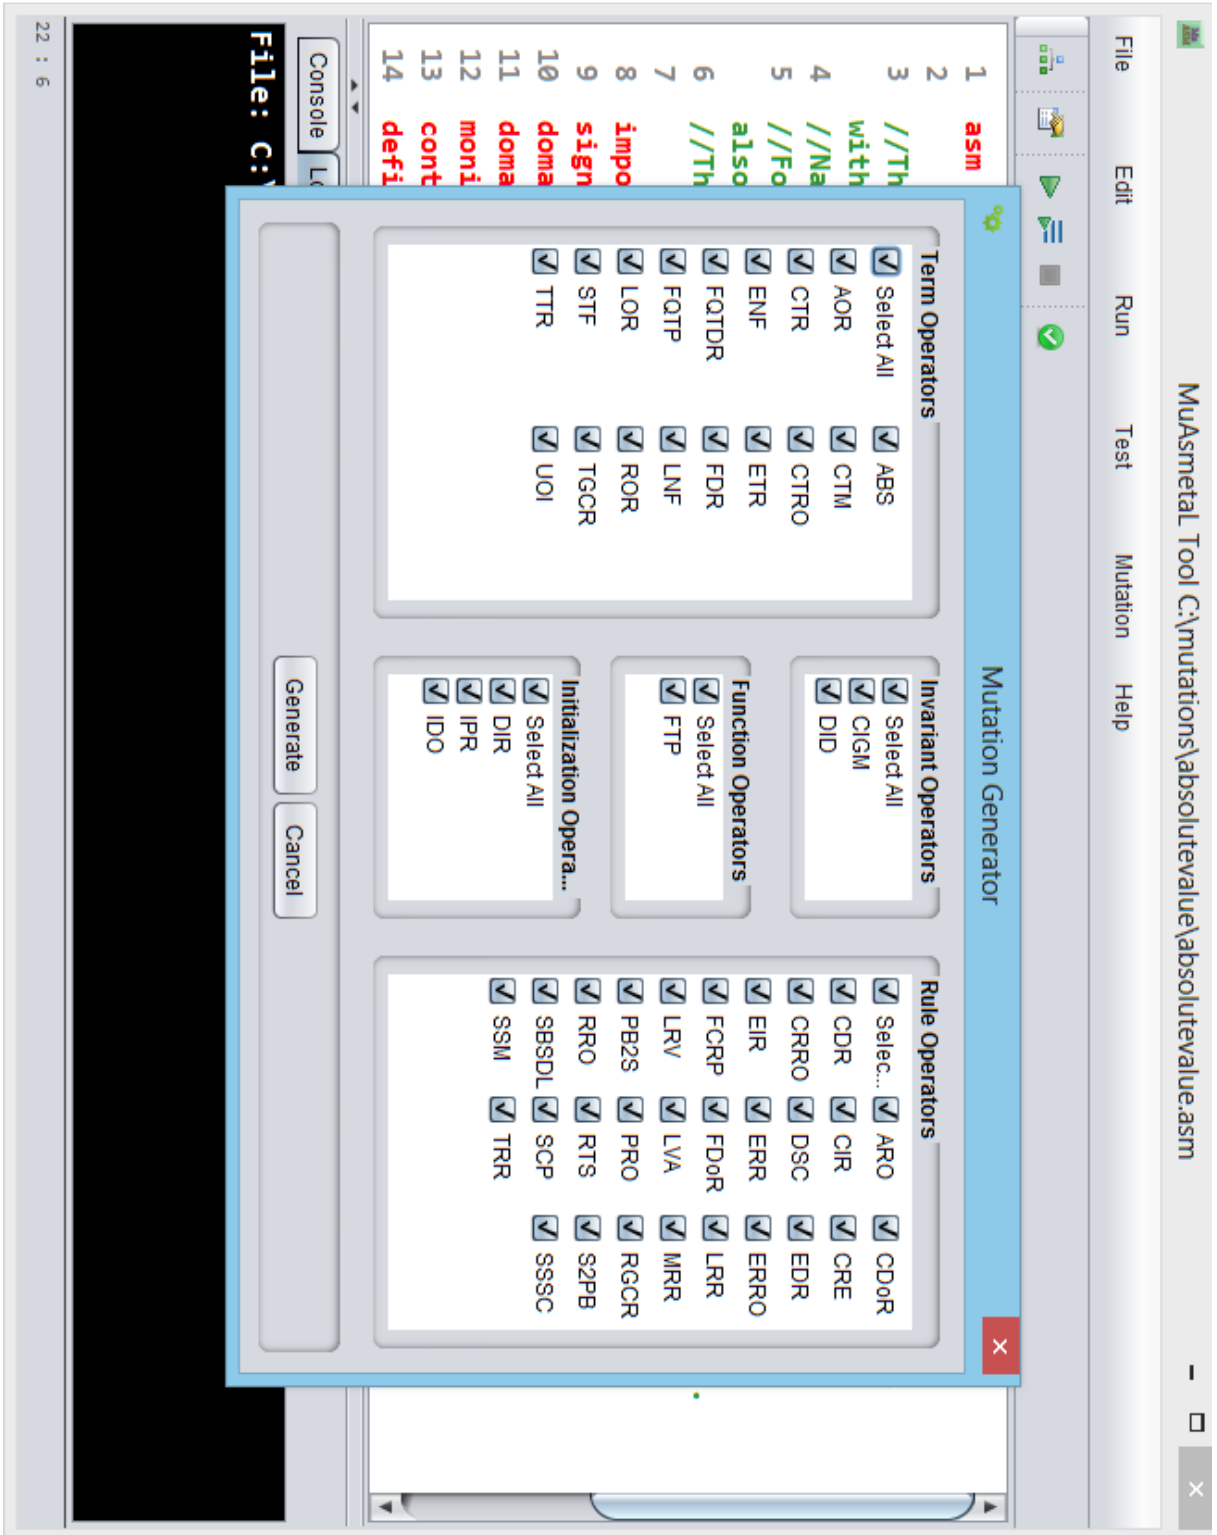 MuAsmetaL Tool C:\mutations\absolutevalue\absolutevalue.asm
File Edit Run Test Mutation Help
1 asm
2
3 //Th
with
4 //Na
5 //Fo
also
6 //Th
7
8 impo
9 sign
10 doma
11 doma
12 moni
13 cont
14 defi
Mutation Generator
Term Operators
Select All ABS
AOR CTM
CTR CTRO
ENF ETR
FQTDR FDR
FQTP LNF
LOR ROR
STF TGCR
TTR UOI
Invariant Operators
Select All
CIGM
DID
Function Operators
Select All
FTP
Initialization Opera...
Select All
DIR
IPR
IDO
Rule Operators
Selec... ARO CDoR
CDR CIR CRE
CRRO DSC EDR
EIR ERR ERRO
FCRP FDoR LRR
LRV LVA MRR
PB2S PRO RGCR
RRO RTS S2PB
SBSDL SCP SSSC
SSM TRR
Generate Cancel
Console Lo
File: C:\
22 : 6